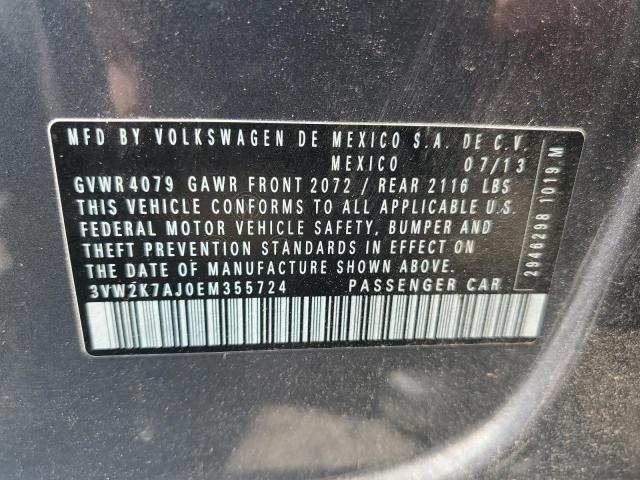 MFD BY VOLKSWAGEN DE MEXICO S.A. DE C.V.
MEXICO 07/13
GVWR 4079 GAWR FRONT 2072 / REAR 2116 LBS
THIS VEHICLE CONFORMS TO ALL APPLICABLE U.S.
FEDERAL MOTOR VEHICLE SAFETY, BUMPER AND
THEFT PREVENTION STANDARDS IN EFFECT ON
THE DATE OF MANUFACTURE SHOWN ABOVE.
3VW2K7AJ0EM355724 PASSENGER CAR
2946298 1019 M